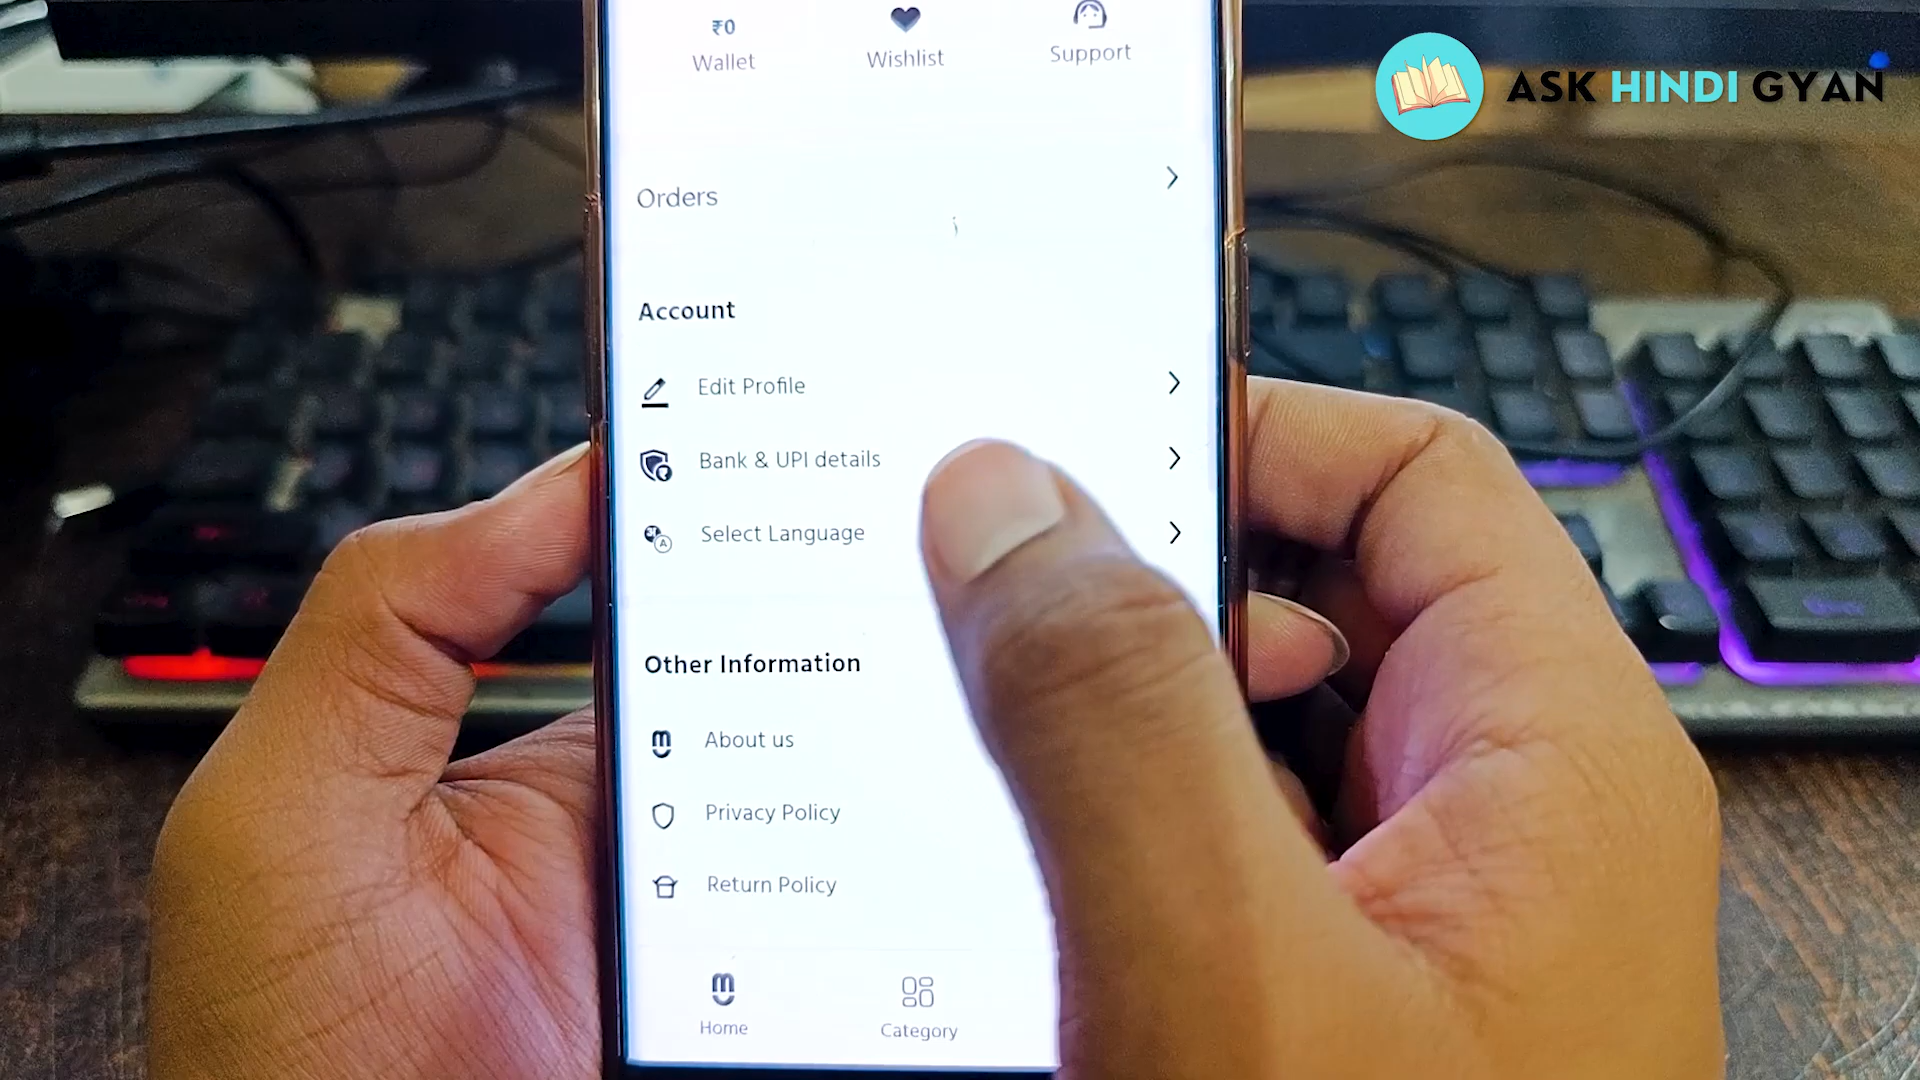 ₹0
Wallet
Wishlist
Support
ASK HINDI GYAN
Orders
Account
Edit Profile
Bank & UPI details
Select Language
Other Information
About us
Privacy Policy
Return Policy
Home
Category